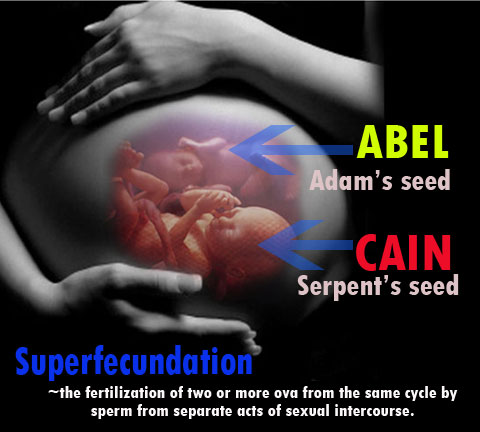 ABEL
Adam's seed
CAIN
Serpent's seed
Superfecundation
~the fertilization of two or more ova from the same cycle by
sperm from separate acts of sexual intercourse.